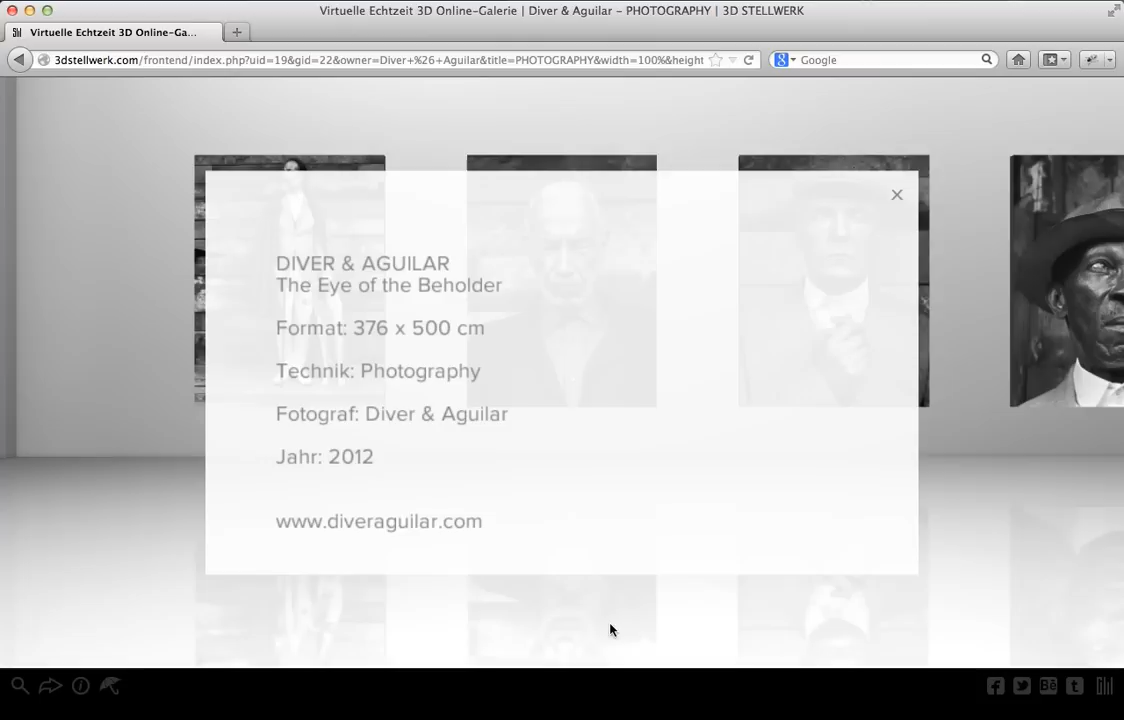 Virtuelle Echtzeit 3D Online-Galerie | Diver & Aguilar – PHOTOGRAPHY | 3D STELLWERK
Virtuelle Echtzeit 3D Online-Ga...
3dstellwerk.com/frontend/index.php?uid=19&gid=22&owner=Diver+%26+Aguilar&title=PHOTOGRAPHY&width=100%&height
Google
DIVER & AGUILAR
The Eye of the Beholder
Format: 376 x 500 cm
Technik: Photography
Fotograf: Diver & Aguilar
Jahr: 2012
www.diveraguilar.com